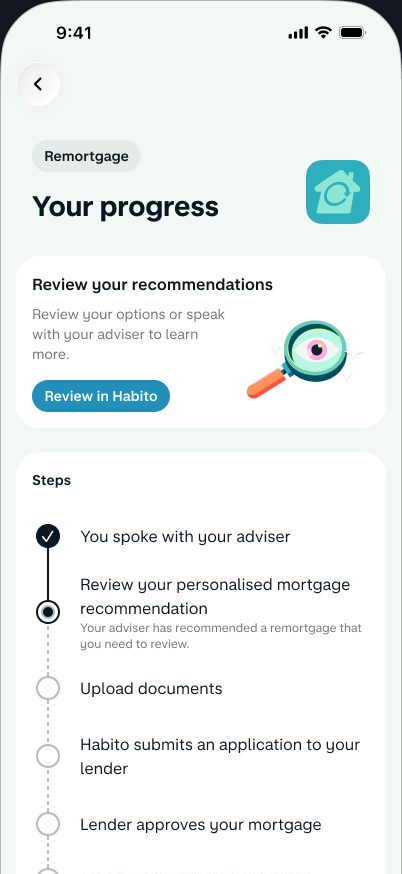 9:41
Remortgage
Your progress
Review your recommendations
Review your options or speak
with your adviser to learn
more.
Review in Habito
Steps
You spoke with your adviser
Review your personalised mortgage
recommendation
Your adviser has recommended a remortgage that
you need to review.
Upload documents
Habito submits an application to your
lender
Lender approves your mortgage